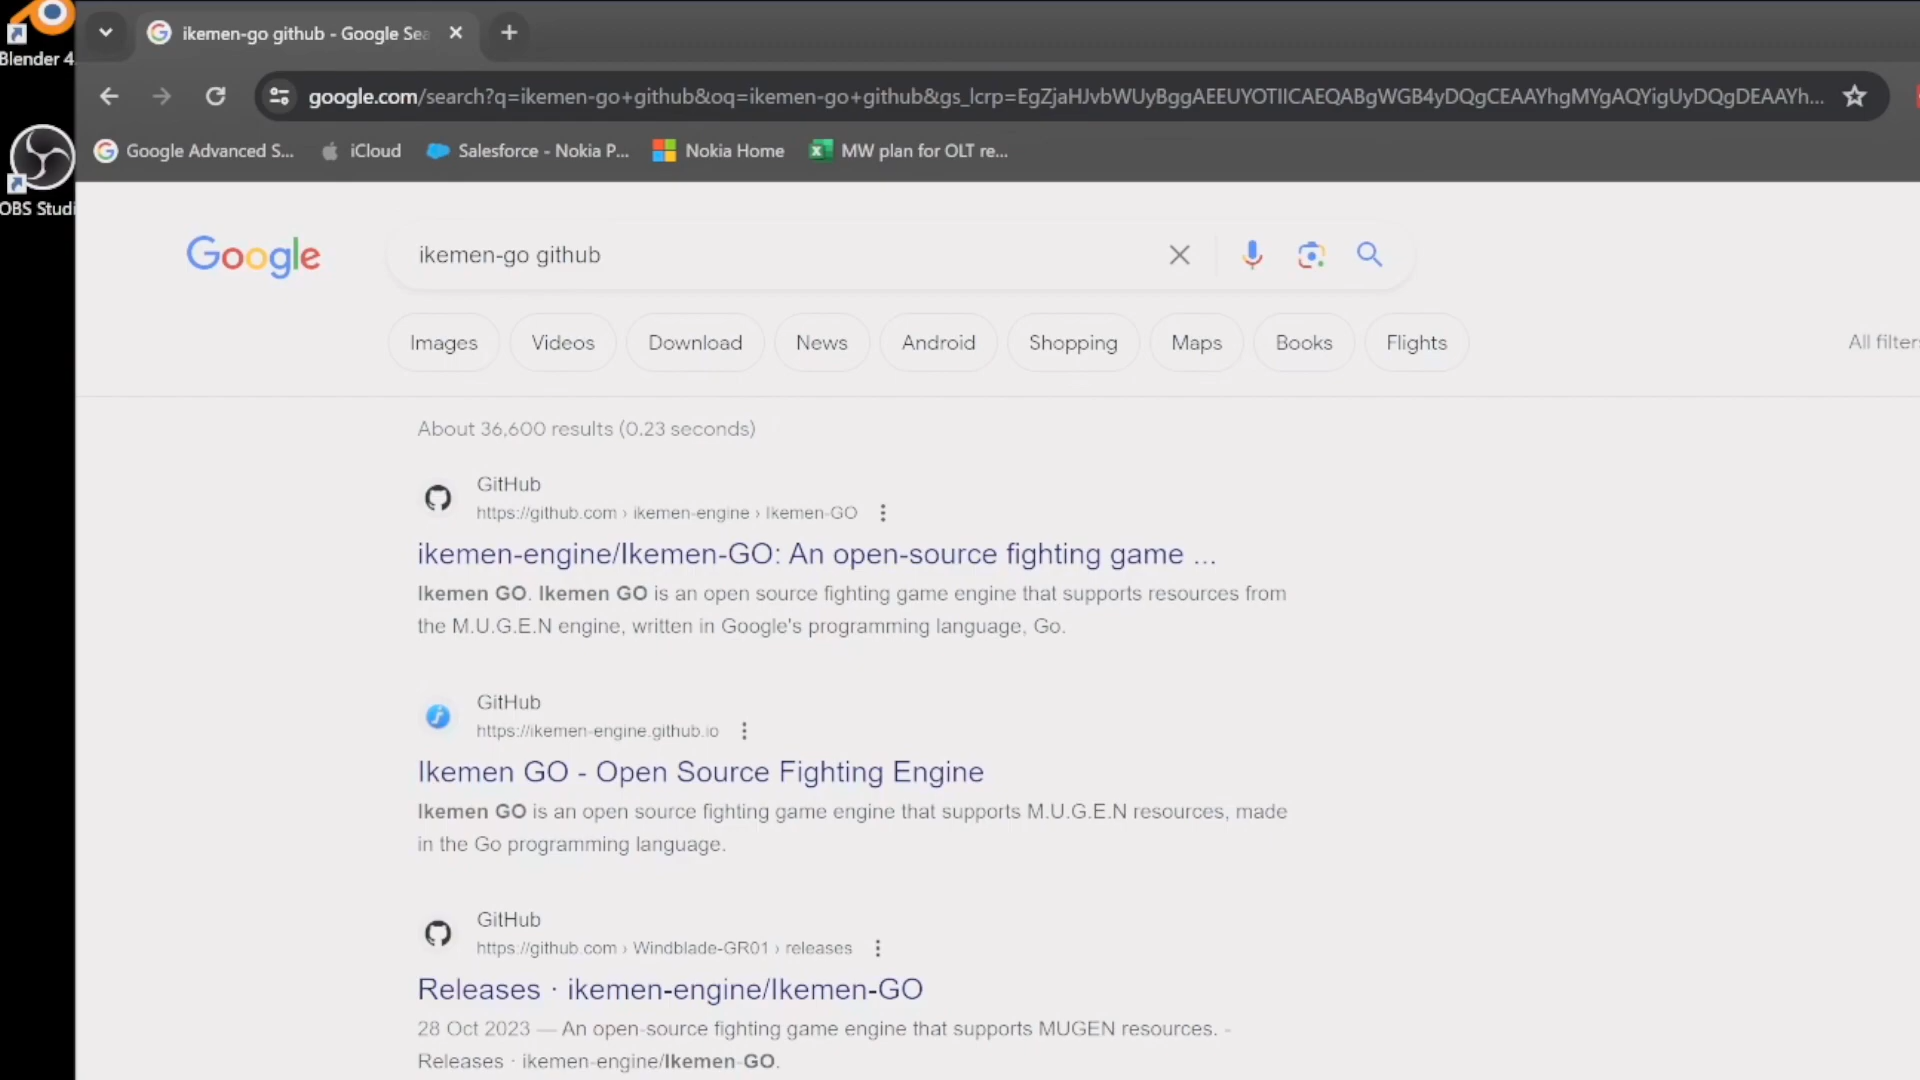 Blender 4
OBS Studi
ikemen-go github - Google Sea
google.com/search?q=ikemen-go+github&oq=ikemen-go+github&gs_lcrp=EgZjaHJvbWUyBggAEEUYOTIICAEQABgWGB4yDQgCEAAYhgMYgAQYigUyDQgDEAAYh...
Google Advanced S... iCloud Salesforce - Nokia P... Nokia Home MW plan for OLT re...
Google
ikemen-go github
Images Videos Download News Android Shopping Maps Books Flights All filters
About 36,600 results (0.23 seconds)
GitHub
https://github.com › ikemen-engine › Ikemen-GO
ikemen-engine/Ikemen-GO: An open-source fighting game ...
Ikemen GO. Ikemen GO is an open source fighting game engine that supports resources from
the M.U.G.E.N engine, written in Google's programming language, Go.
GitHub
https://ikemen-engine.github.io
Ikemen GO - Open Source Fighting Engine
Ikemen GO is an open source fighting game engine that supports M.U.G.E.N resources, made
in the Go programming language.
GitHub
https://github.com › Windblade-GR01 › releases
Releases · ikemen-engine/Ikemen-GO
28 Oct 2023 — An open-source fighting game engine that supports MUGEN resources. -
Releases · ikemen-engine/Ikemen-GO.